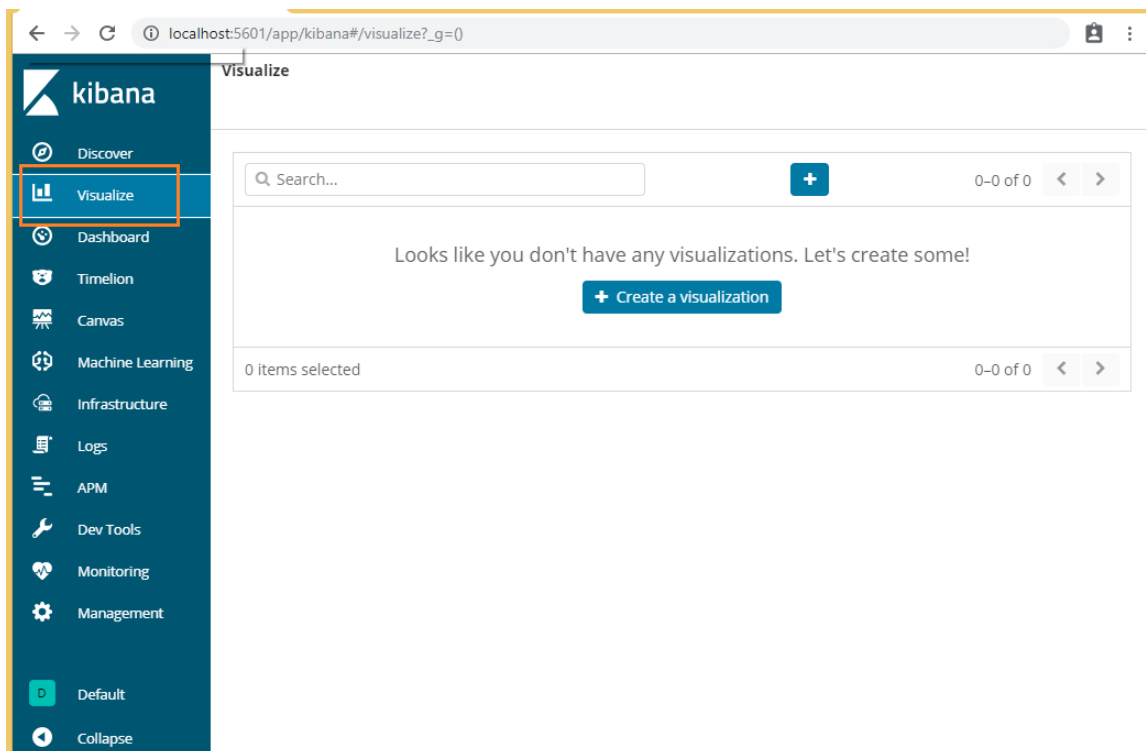 localhost:5601/app/kibana#/visualize?_g=()
kibana
Discover
Visualize
Dashboard
Timelion
Canvas
Machine Learning
Infrastructure
Logs
APM
Dev Tools
Monitoring
Management
D Default
Collapse
Visualize
Search...
+
0–0 of 0
Looks like you don't have any visualizations. Let's create some!
+ Create a visualization
0 items selected
0–0 of 0